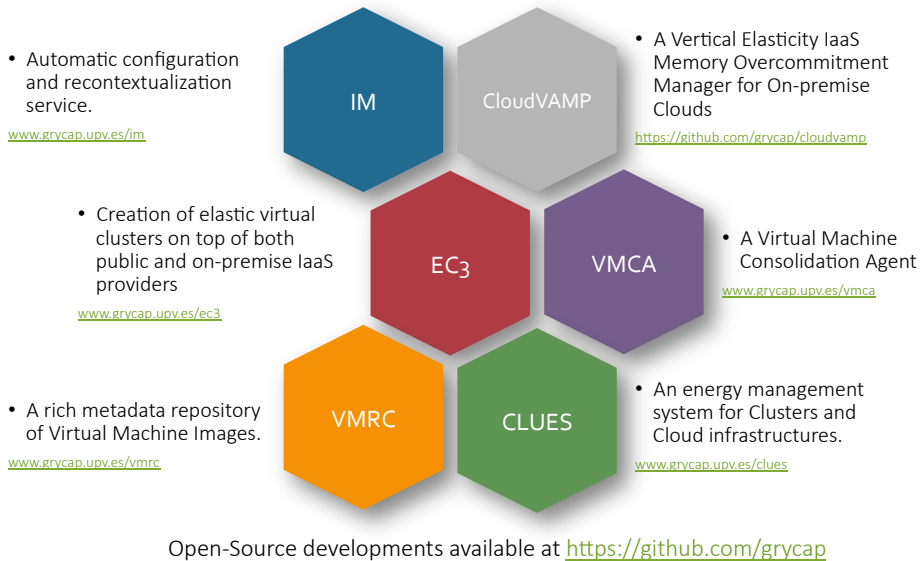 • Automatic configuration
and recontextualization
service.
www.grycap.upv.es/im
IM
CloudVAMP
• A Vertical Elasticity IaaS
Memory Overcommitment
Manager for On-premise
Clouds
https://github.com/grycap/cloudvamp
• Creation of elastic virtual
clusters on top of both
public and on-premise IaaS
providers
www.grycap.upv.es/ec3
EC3
VMCA
• A Virtual Machine
Consolidation Agent
www.grycap.upv.es/vmca
• A rich metadata repository
of Virtual Machine Images.
www.grycap.upv.es/vmrc
VMRC
CLUES
• An energy management
system for Clusters and
Cloud infrastructures.
www.grycap.upv.es/clues
Open-Source developments available at https://github.com/grycap